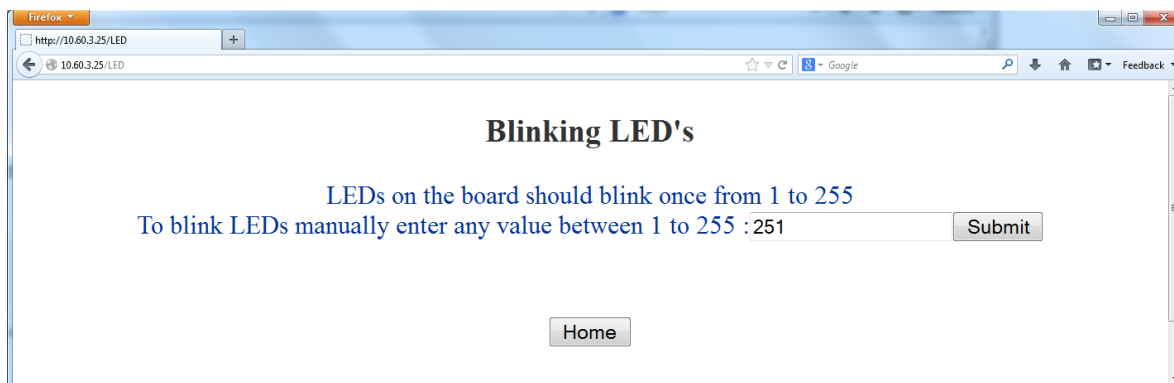 Firefox
http://10.60.3.25/LED
+
10.60.3.25/LED
8 Google
Feedback
Blinking LED's
LEDs on the board should blink once from 1 to 255
To blink LEDs manually enter any value between 1 to 255 :251 Submit
Home